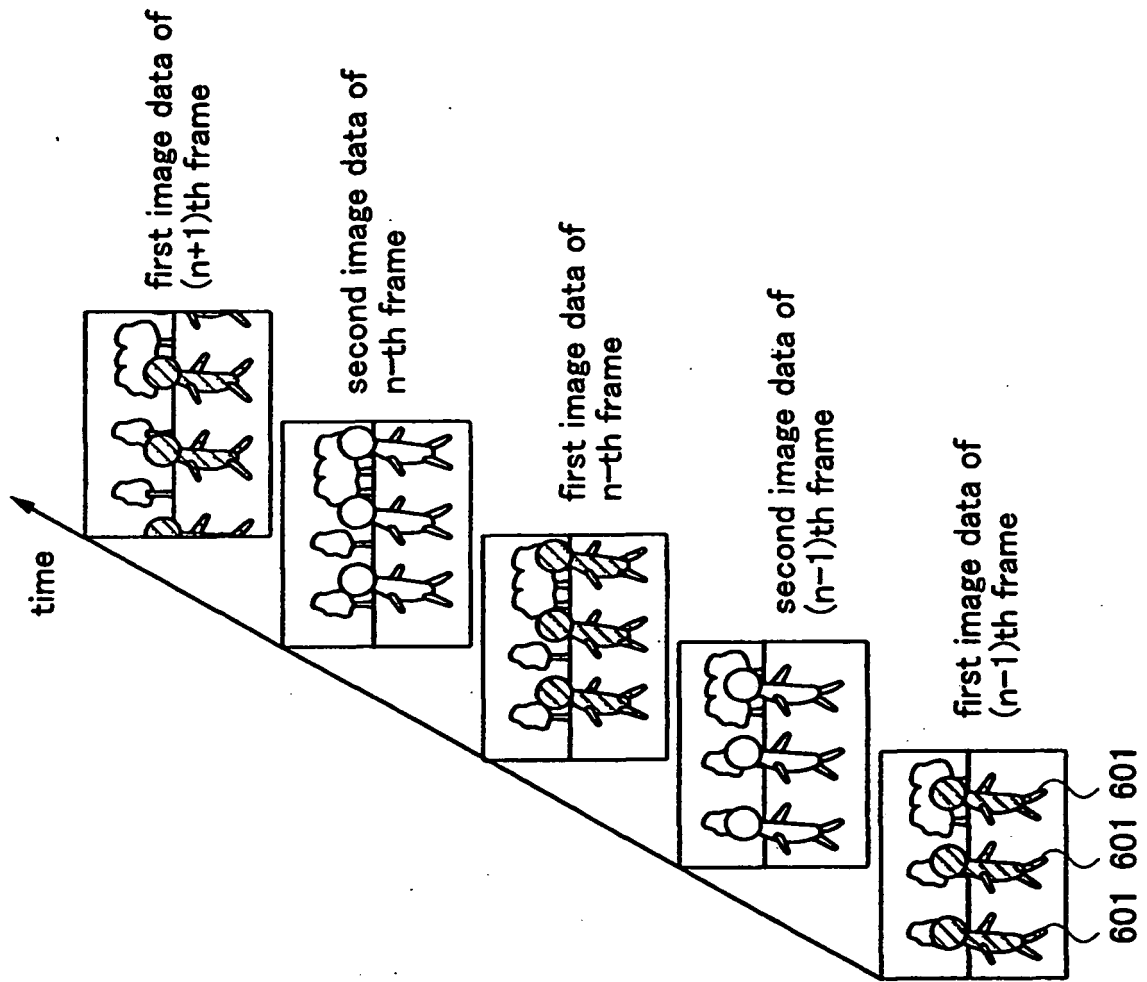 time
first image data of
(n+1)th frame
second image data of
n-th frame
first image data of
n-th frame
second image data of
(n-1)th frame
first image data of
(n-1)th frame
601 601 601